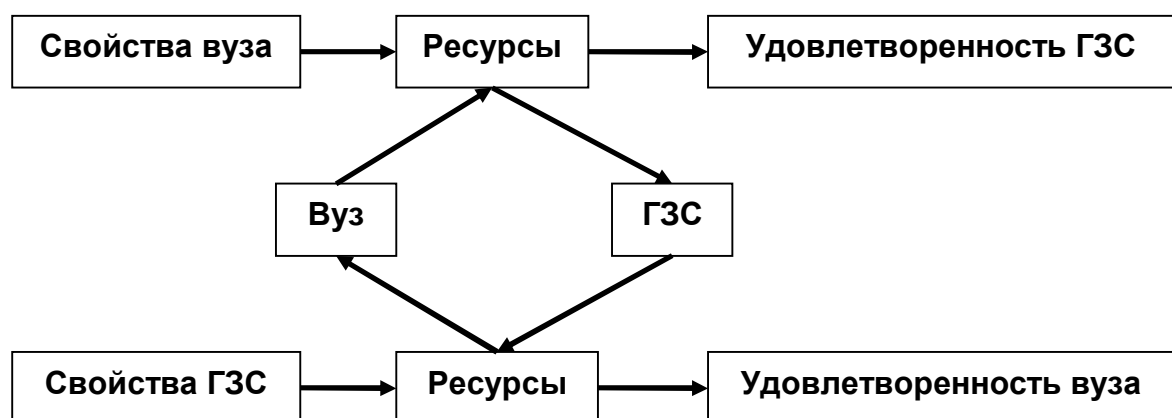 Свойства вуза
Ресурсы
Удовлетворенность ГЗС
Вуз
ГЗС
Свойства ГЗС
Ресурсы
Удовлетворенность вуза